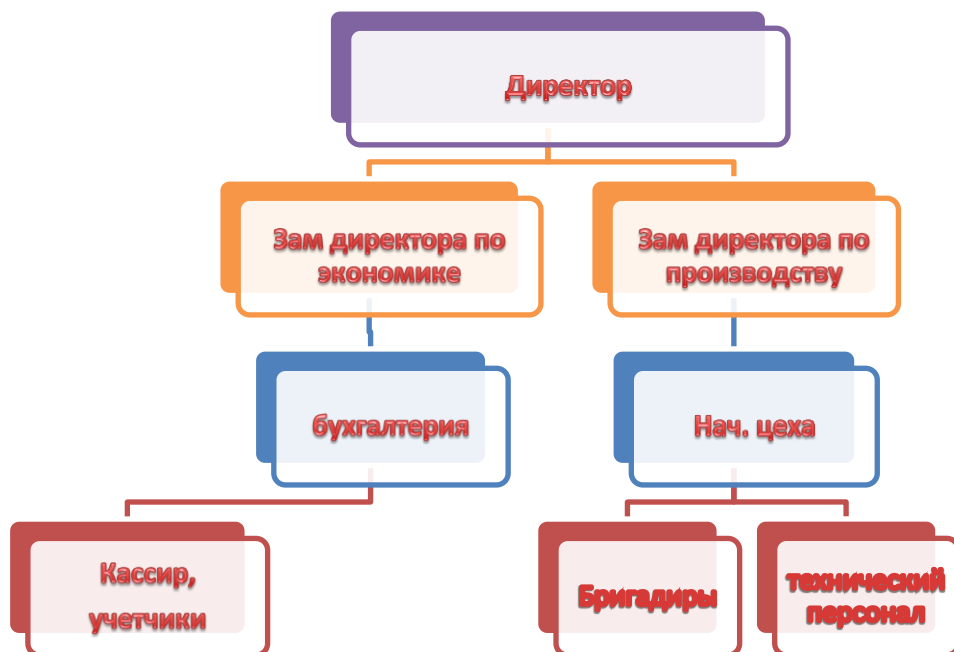 Директор
Зам директора по
экономике
Зам директора по
производству
бухгалтерия
Нач. цеха
Кассир,
учетчики
Бригадиры
технический
персонал